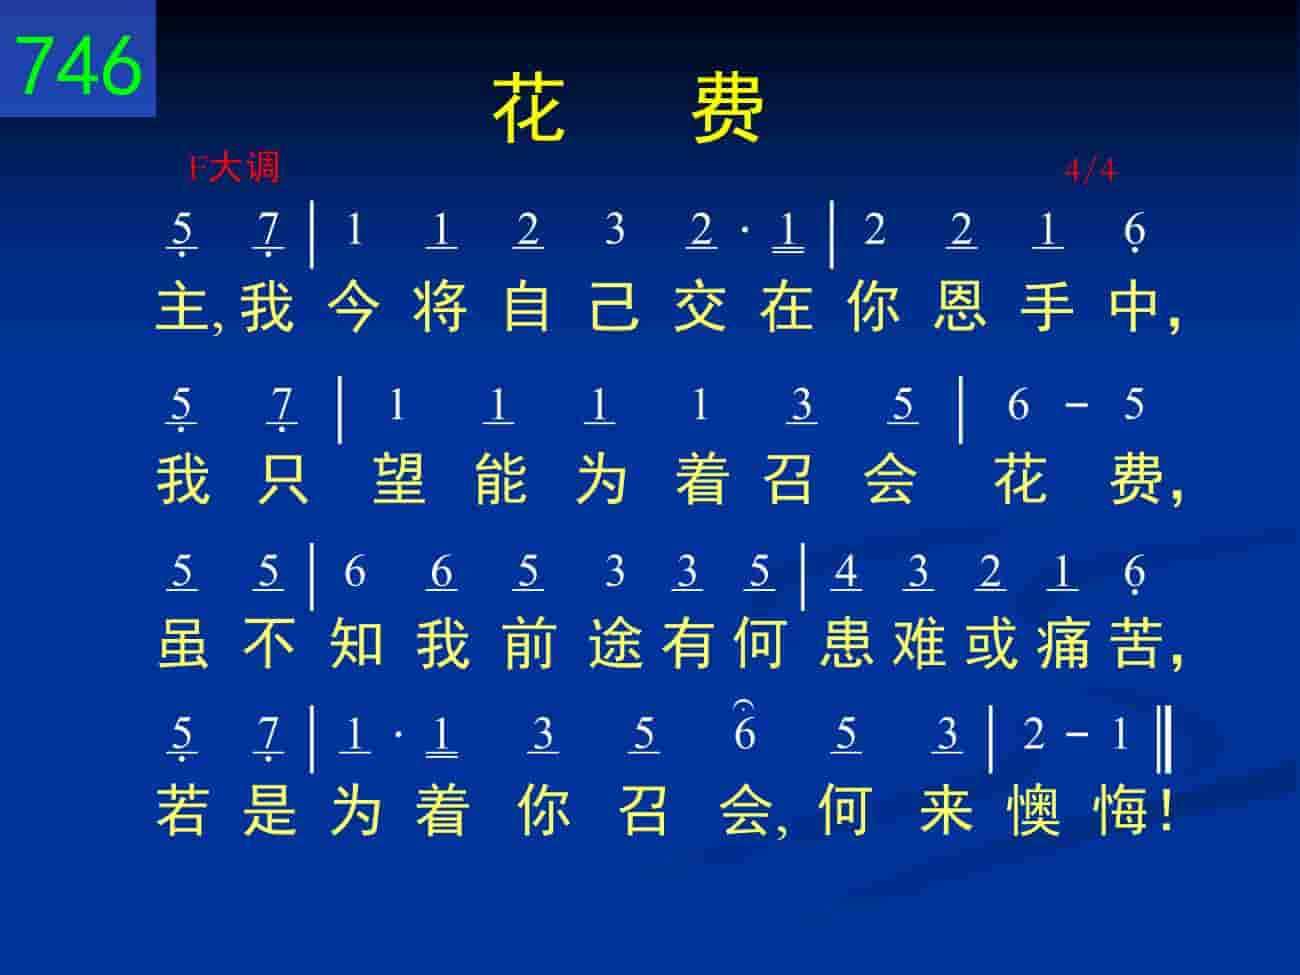 746
花 费
F大调 4/4
5 7 | 1 1 2 3 2 · 1 | 2 2 1 6
主,我 今 将 自 己 交 在 你 恩 手 中，
5 7 | 1 1 1 1 3 5 | 6 - 5
我 只 望 能 为 着 召 会 花 费，
5 5 | 6 6 5 3 3 5 | 4 3 2 1 6
虽 不 知 我 前 途 有 何 患 难 或 痛 苦，
5 7 | 1 · 1 3 5 6 5 3 | 2 - 1 ‖
若 是 为 着 你 召 会, 何 来 懊 悔！